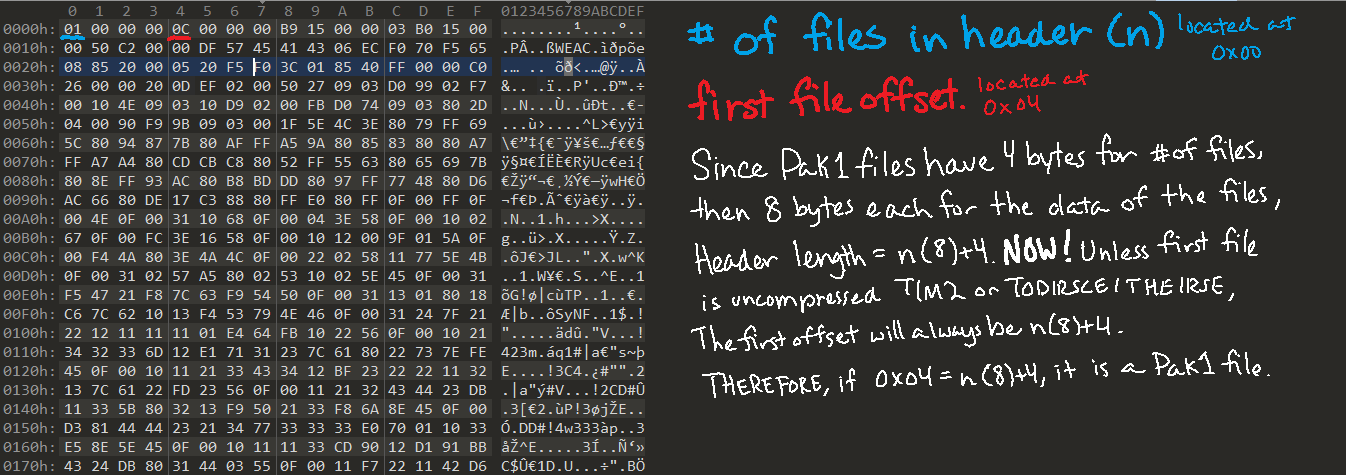 0 1 2 3 4 5 6 7 8 9 A B C D E F 0123456789ABCDEF
0000h: 01 00 00 00 0C 00 00 00 B9 15 00 00 03 B0 15 00 ........¹....°..
0010h: 00 50 C2 00 00 DF 57 45 41 43 06 EC F0 70 F5 65 .PÂ..ßWEAC.ìðpõe
0020h: 08 85 20 00 05 20 F5 F0 3C 01 85 40 FF 00 00 C0 .… .. õð<.…@ÿ..À
0030h: 26 00 00 20 0D EF 02 00 50 27 09 03 D0 99 02 F7 &.. .ï..P'..Ð™.÷
0040h: 00 10 4E 09 03 10 D9 02 00 FB D0 74 09 03 80 2D ..N...Ù..ûÐt..€-
0050h: 04 00 90 F9 9B 09 03 00 1F 5E 4C 3E 80 79 FF 69 ...ù›....^L>€yÿi
0060h: 5C 80 94 87 7B 80 AF FF A5 9A 80 85 83 80 80 A7 \€”‡{€¯ÿ¥š€…ƒ€€§
0070h: FF A7 A4 80 CD CB C8 80 52 FF 55 63 80 65 69 7B ÿ§¤€ÍËÈ€RÿUc€ei{
0080h: 80 8E FF 93 AC 80 B8 BD DD 80 97 FF 77 48 80 D6 €Žÿ“¬€¸½Ý€—ÿwH€Ö
0090h: AC 66 80 DE 17 C3 88 80 FF E0 80 FF 0F 00 FF 0F ¬f€Þ.Ãˆ€ÿà€ÿ..ÿ.
00A0h: 00 4E 0F 00 31 10 68 0F 00 04 3E 58 0F 00 10 02 .N..1.h...>X....
00B0h: 67 0F 00 FC 3E 16 58 0F 00 10 12 00 9F 01 5A 0F g..ü>.X.....Ÿ.Z.
00C0h: 00 F4 4A 80 3E 4A 4C 0F 00 22 02 58 11 77 5E 4B .ôJ€>JL..".X.w^K
00D0h: 0F 00 31 02 57 A5 80 02 53 10 02 5E 45 0F 00 31 ..1.W¥€.S..^E..1
00E0h: F5 47 21 F8 7C 63 F9 54 50 0F 00 31 13 01 80 18 õG!ø|cùTP..1..€.
00F0h: C6 7C 62 10 13 F4 53 79 4E 46 0F 00 31 24 7F 21 Æ|b..ôSyNF..1$.!
0100h: 22 12 11 11 11 01 E4 64 FB 10 22 56 0F 00 10 21 ".....ädû."V...!
0110h: 34 32 33 6D 12 E1 71 31 23 7C 61 80 22 73 7E FE 423m.áq1#|a€"s~þ
0120h: 45 0F 00 10 11 21 33 43 34 12 BF 23 22 22 11 32 E....!3C4.¿#"".2
0130h: 13 7C 61 22 FD 23 56 0F 00 11 21 32 43 44 23 DB .|a"ý#V...!2CD#Û
0140h: 11 33 5B 80 32 13 F9 50 21 33 F8 6A 8E 45 0F 00 .3[€2.ùP!3øjŽE..
0150h: D3 81 44 44 23 21 34 77 33 33 33 E0 70 01 10 33 Ó.DD#!4w333àp..3
0160h: E5 8E 5E 45 0F 00 10 11 11 33 CD 90 12 D1 91 BB åŽ^E.....3Í..Ñ‘»
0170h: 43 24 DB 80 31 44 03 55 0F 00 11 F7 22 11 42 D6 C$Û€1D.U...÷".BÖ
# of files in header (n) located at 0x00
first file offset. located at 0x04
Since Pak1 files have 4 bytes for # of files,
then 8 bytes each for the data of the files,
Header length = n(8)+4. NOW! Unless first file
is uncompressed TIM2 or TODIRSCE/THEIRSE,
The first offset will always be n(8)+4.
THEREFORE, if 0x04 = n(8)+4, it is a Pak1 file.